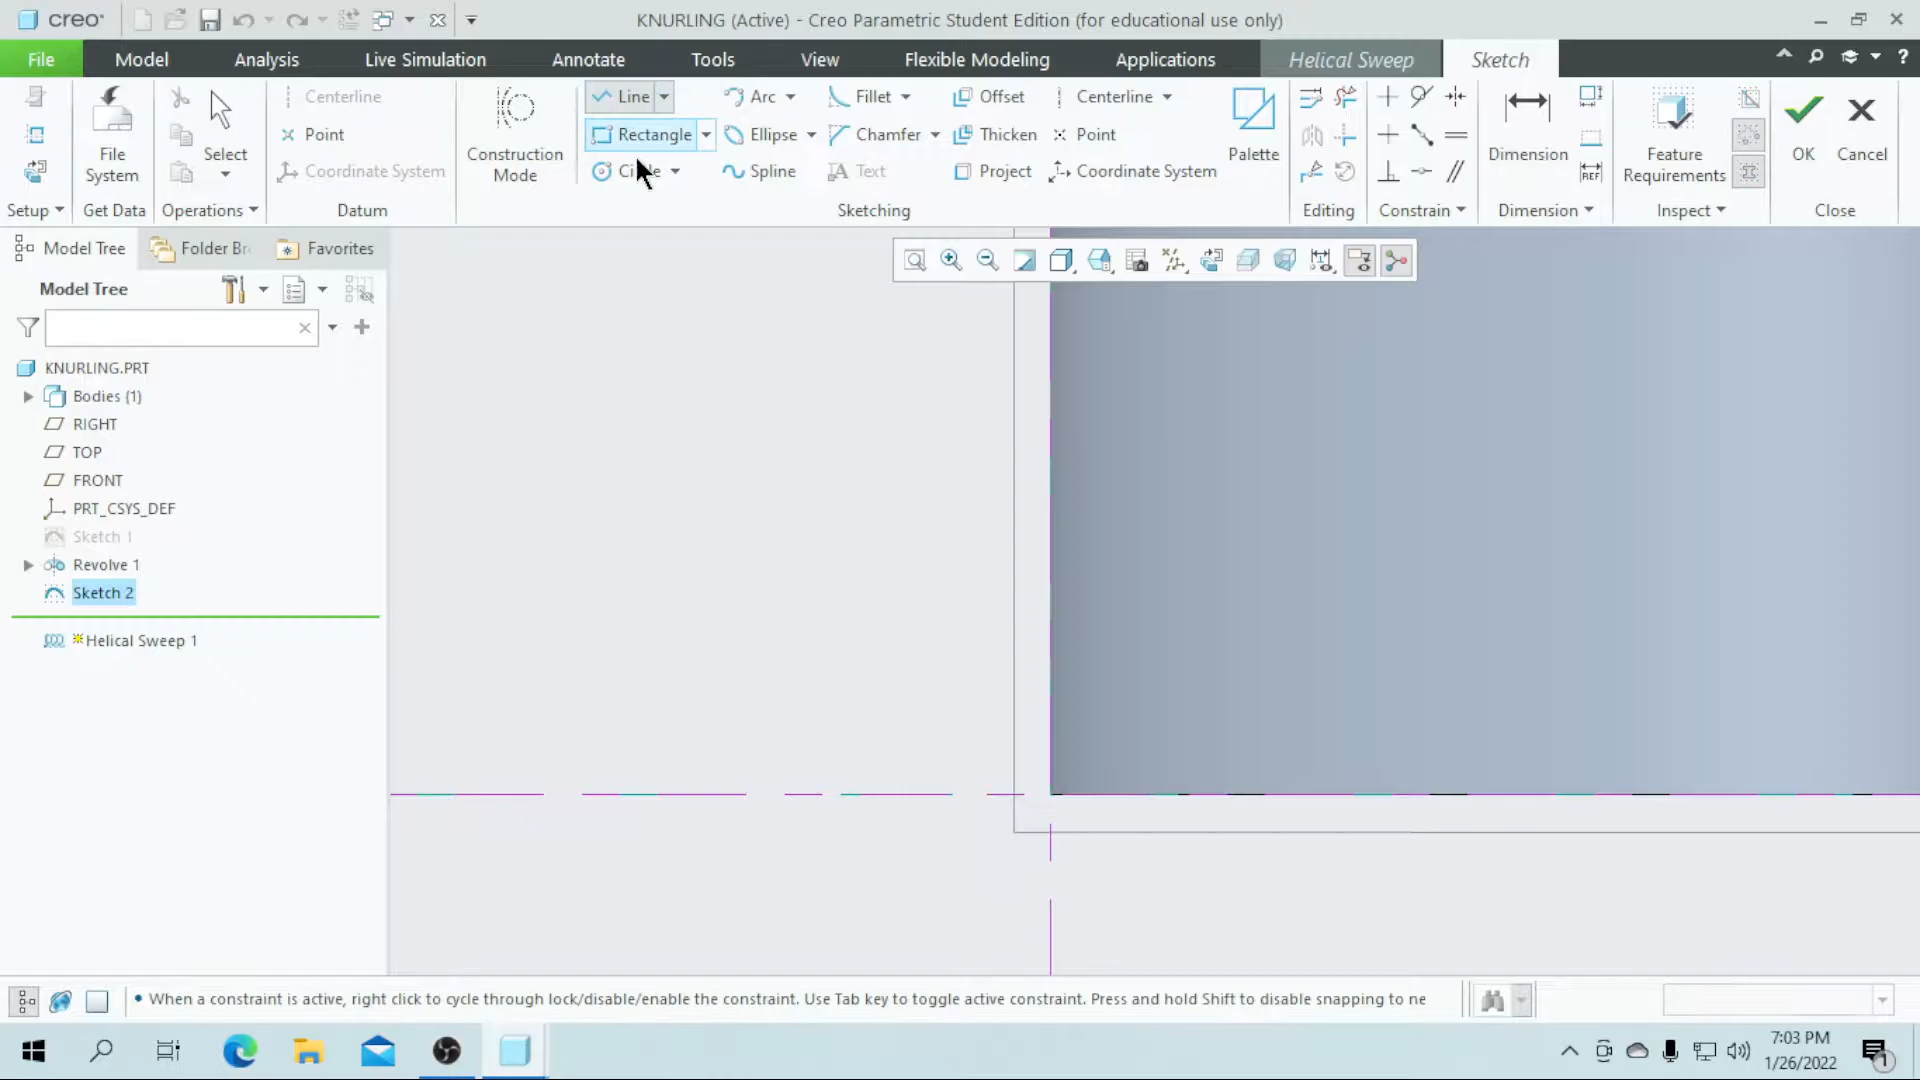 creo
KNURLING (Active) - Creo Parametric Student Edition (for educational use only)
File Model Analysis Live Simulation Annotate Tools View Flexible Modeling Applications Helical Sweep Sketch
Centerline
Point
Coordinate System
File System
Select
Construction Mode
Line Arc Fillet Offset Centerline
Rectangle Ellipse Chamfer Thicken Point
Spline Text Project Coordinate System
Palette
Dimension
REF
Feature Requirements
OK Cancel
Setup Get Data Operations Datum Sketching Editing Constrain Dimension Inspect Close
Model Tree Folder Br Favorites
Model Tree
KNURLING.PRT
Bodies (1)
RIGHT
TOP
FRONT
PRT_CSYS_DEF
Sketch 1
Revolve 1
Sketch 2
Helical Sweep 1
• When a constraint is active, right click to cycle through lock/disable/enable the constraint. Use Tab key to toggle active constraint. Press and hold Shift to disable snapping to ne
7:03 PM
1/26/2022
1